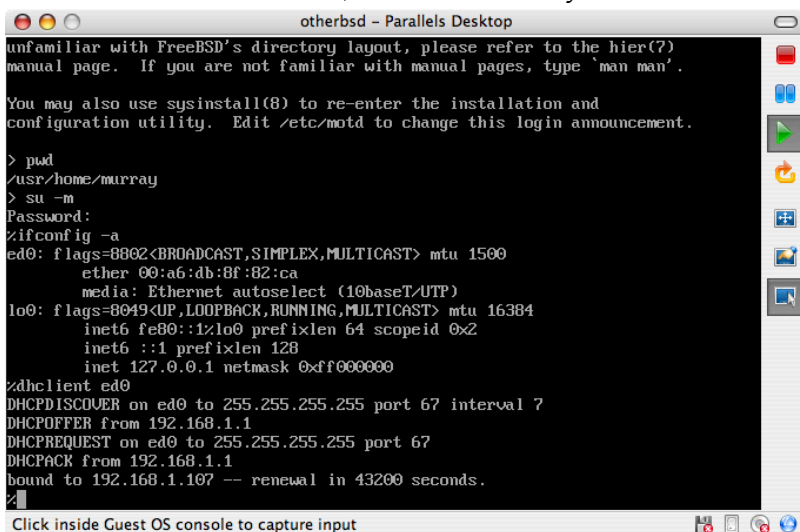 otherbsd – Parallels Desktop
unfamiliar with FreeBSD's directory layout, please refer to the hier(7)
manual page.  If you are not familiar with manual pages, type `man man'.
You may also use sysinstall(8) to re-enter the installation and
configuration utility.  Edit /etc/motd to change this login announcement.
> pwd
/usr/home/murray
> su -m
Password:
%ifconfig -a
ed0: flags=8802<BROADCAST,SIMPLEX,MULTICAST> mtu 1500
        ether 00:a6:db:8f:82:ca
        media: Ethernet autoselect (10baseT/UTP)
lo0: flags=8049<UP,LOOPBACK,RUNNING,MULTICAST> mtu 16384
        inet6 fe80::1%lo0 prefixlen 64 scopeid 0x2
        inet6 ::1 prefixlen 128
        inet 127.0.0.1 netmask 0xff000000
%dhclient ed0
DHCPDISCOVER on ed0 to 255.255.255.255 port 67 interval 7
DHCPOFFER from 192.168.1.1
DHCPREQUEST on ed0 to 255.255.255.255 port 67
DHCPACK from 192.168.1.1
bound to 192.168.1.107 -- renewal in 43200 seconds.
%
Click inside Guest OS console to capture input